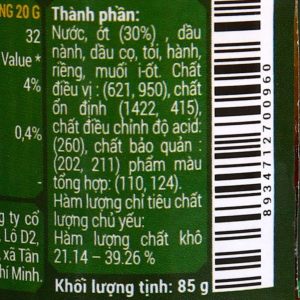 NG 20 G
32
Value *
4%
0,4%
-
g ty cổ
, Lô D2,
, xã Tân
hí Minh.
Thành phần:
Nước, ớt (30%) , dầu
nành, dầu cọ, tỏi, hành,
riềng, muối i-ốt. Chất
điều vị : (621, 950), chất
ổn định (1422, 415),
chất điều chỉnh độ acid:
(260), chất bảo quản :
(202, 211) phẩm màu
tổng hợp: (110, 124).
Hàm lượng chỉ tiêu chất
lượng chủ yếu:
Hàm lượng chất khô
21.14 – 39.26 %
Khối lượng tịnh: 85 g
8934712700960